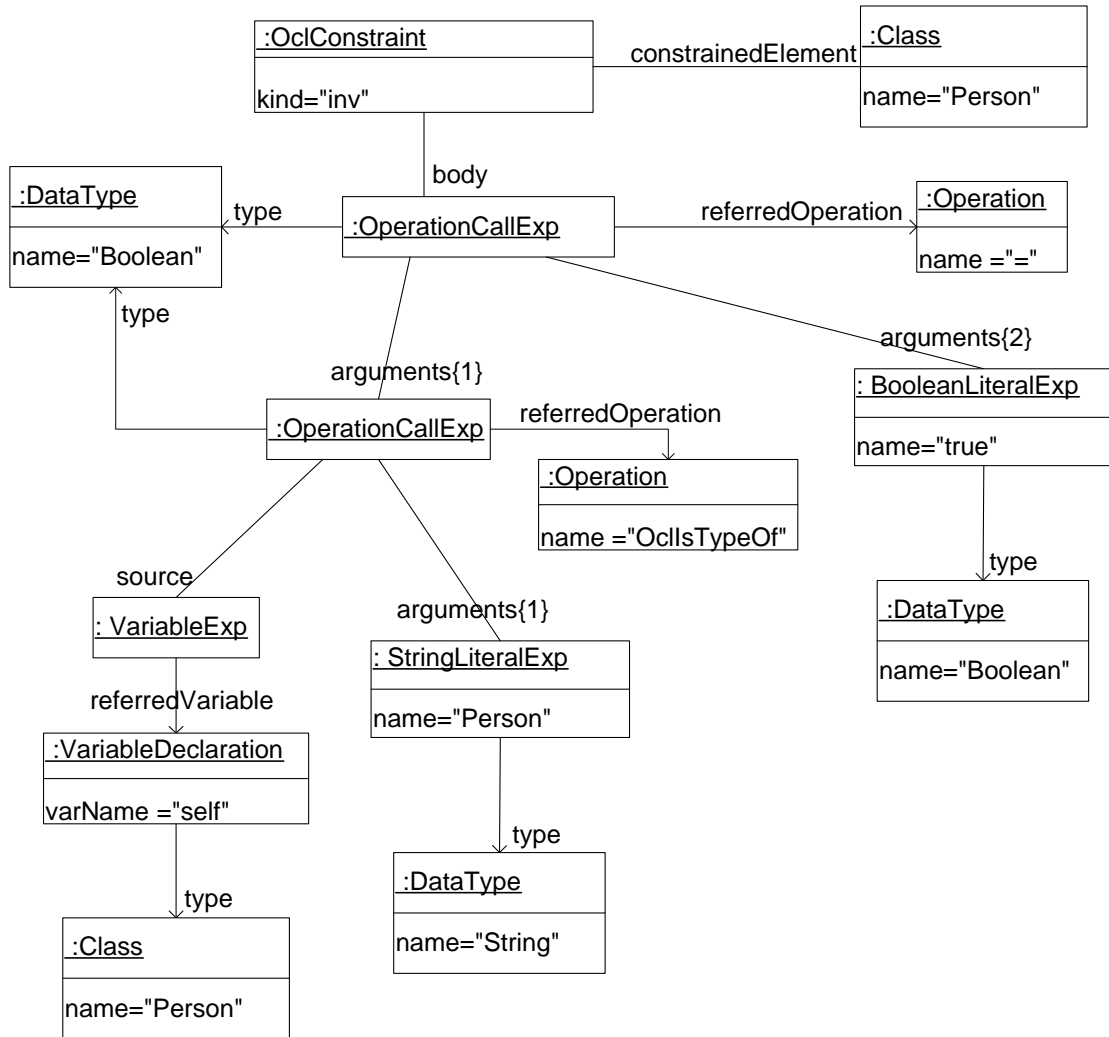 :OclConstraint
kind="inv"
constrainedElement
:Class
name="Person"
body
:DataType
name="Boolean"
type
:OperationCallExp
referredOperation
:Operation
name ="="
type
arguments{1}
arguments{2}
:OperationCallExp
referredOperation
: BooleanLiteralExp
name="true"
:Operation
name ="OclIsTypeOf"
source
arguments{1}
type
: VariableExp
:DataType
name="Boolean"
: StringLiteralExp
name="Person"
referredVariable
:VariableDeclaration
varName ="self"
type
type
:DataType
name="String"
:Class
name="Person"